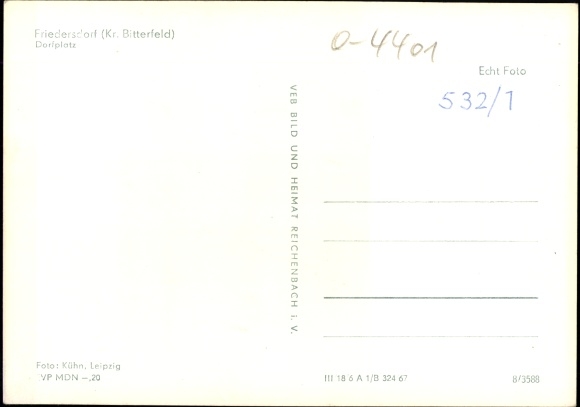 Friedersdorf (Kr. Bitterfeld)
Dorfplatz
O-4401
Echt Foto
532/1
VEB BILD UND HEIMAT REICHENBACH i. V.
Foto: Kühn, Leipzig
VP MDN -,20
III 18 6 A 1/B 324 67
8/3588